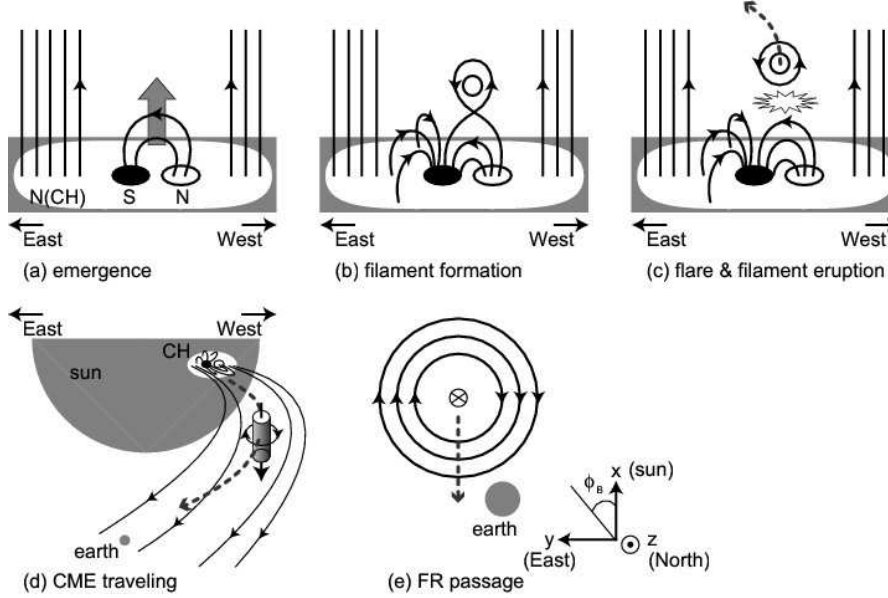 N(CH) S N
East West
(a) emergence
East West
(b) filament formation
East West
(c) flare & filament eruption
East West
CH
sun
earth
(d) CME traveling
earth
(e) FR passage
ϕB
x (sun)
y
(East)
z
(North)